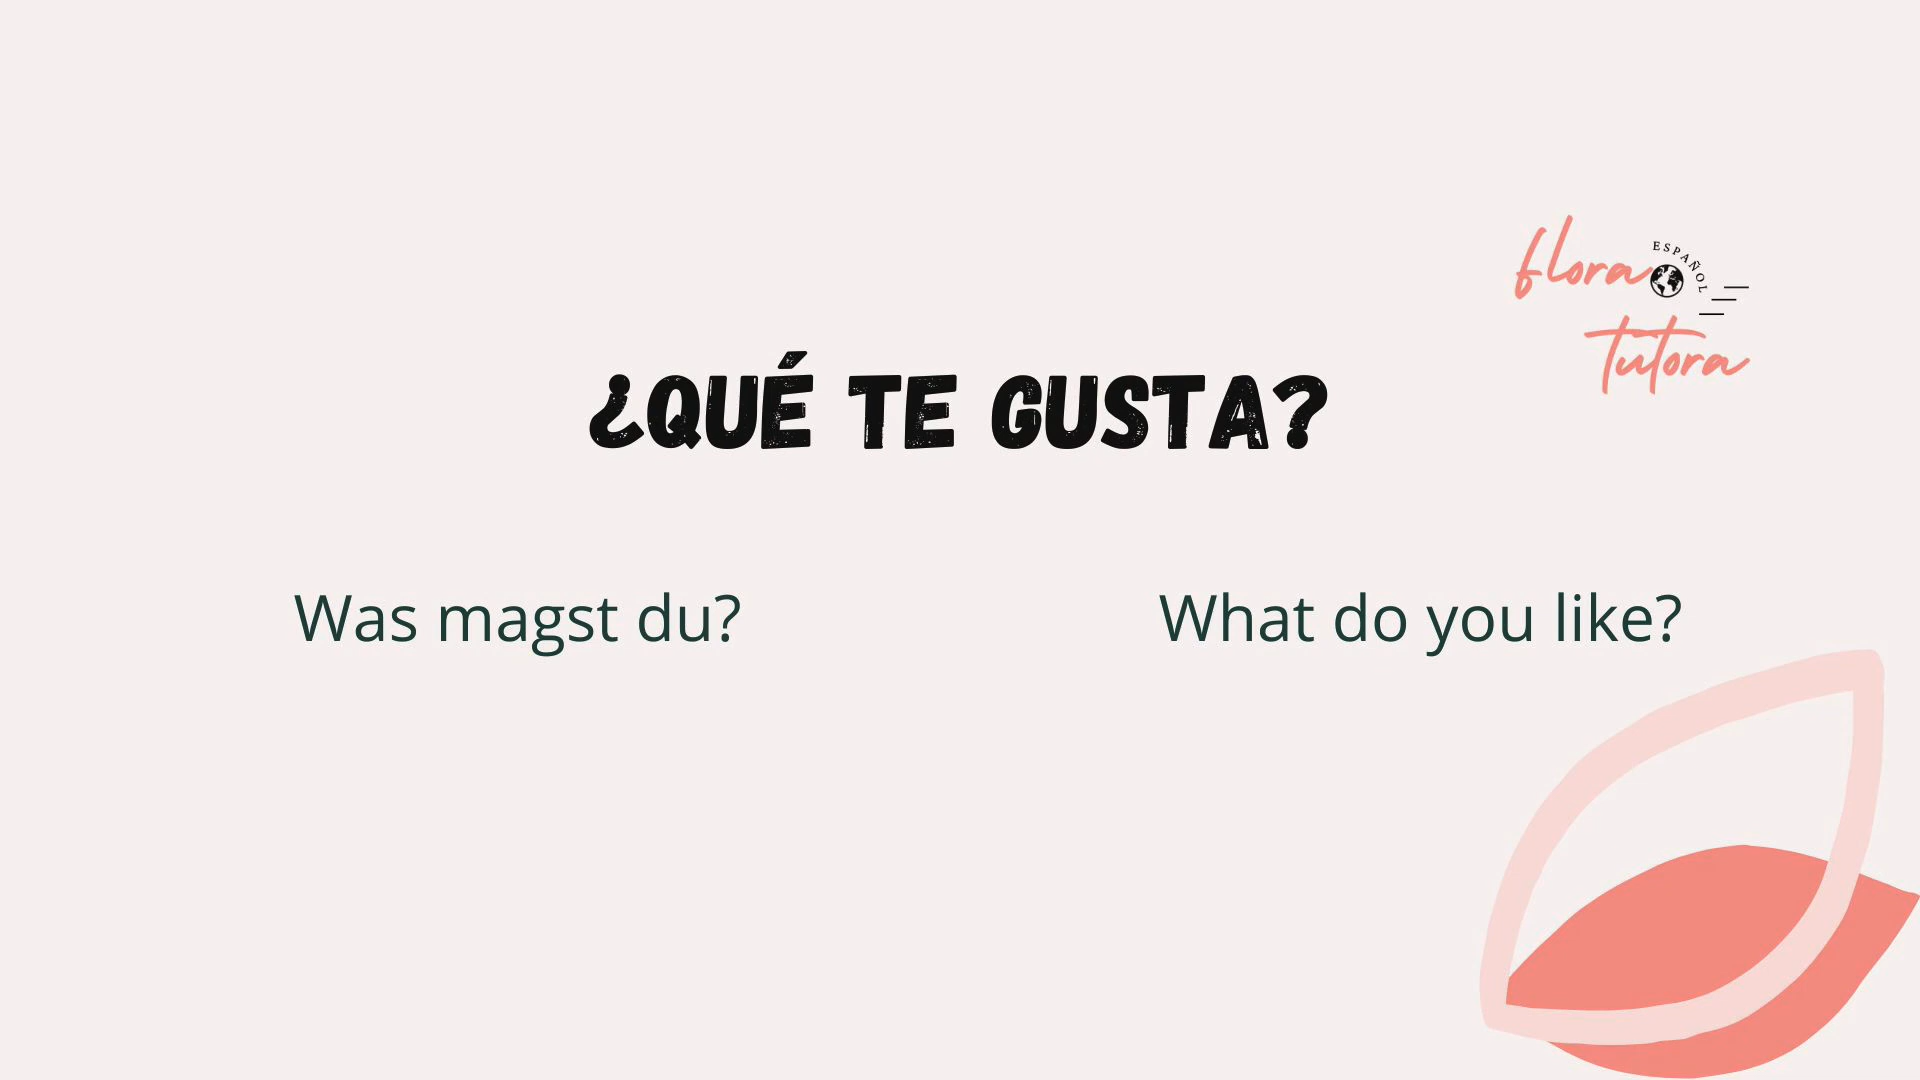 flora
ESPAÑOL
tutora
¿QUÉ TE GUSTA?
Was magst du?
What do you like?